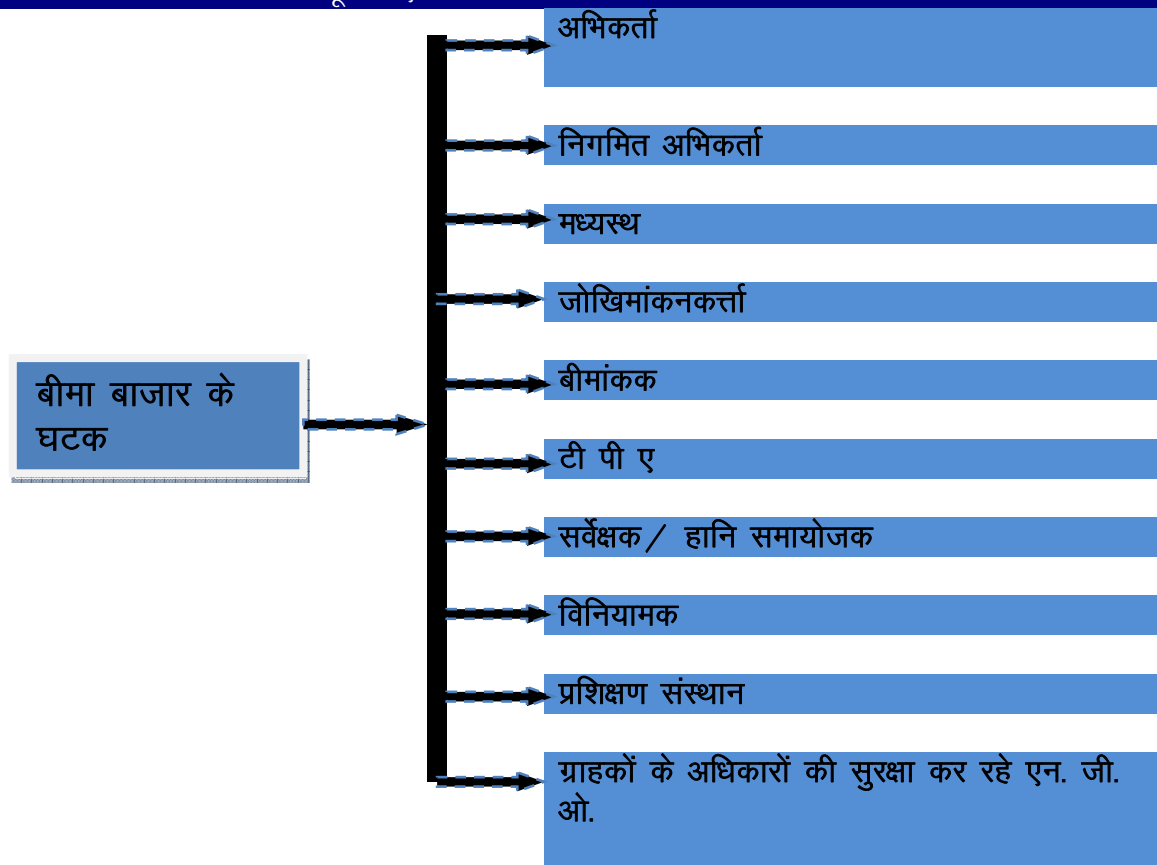 अभिकर्ता
निगमित अभिकर्ता
मध्यस्थ
जोखिमांकनकर्त्ता
बीमा बाजार के
घटक
बीमांकक
टी पी ए
सर्वेक्षक / हानि समायोजक
विनियामक
प्रशिक्षण संस्थान
ग्राहकों के अधिकारों की सुरक्षा कर रहे एन. जी.
ओ.